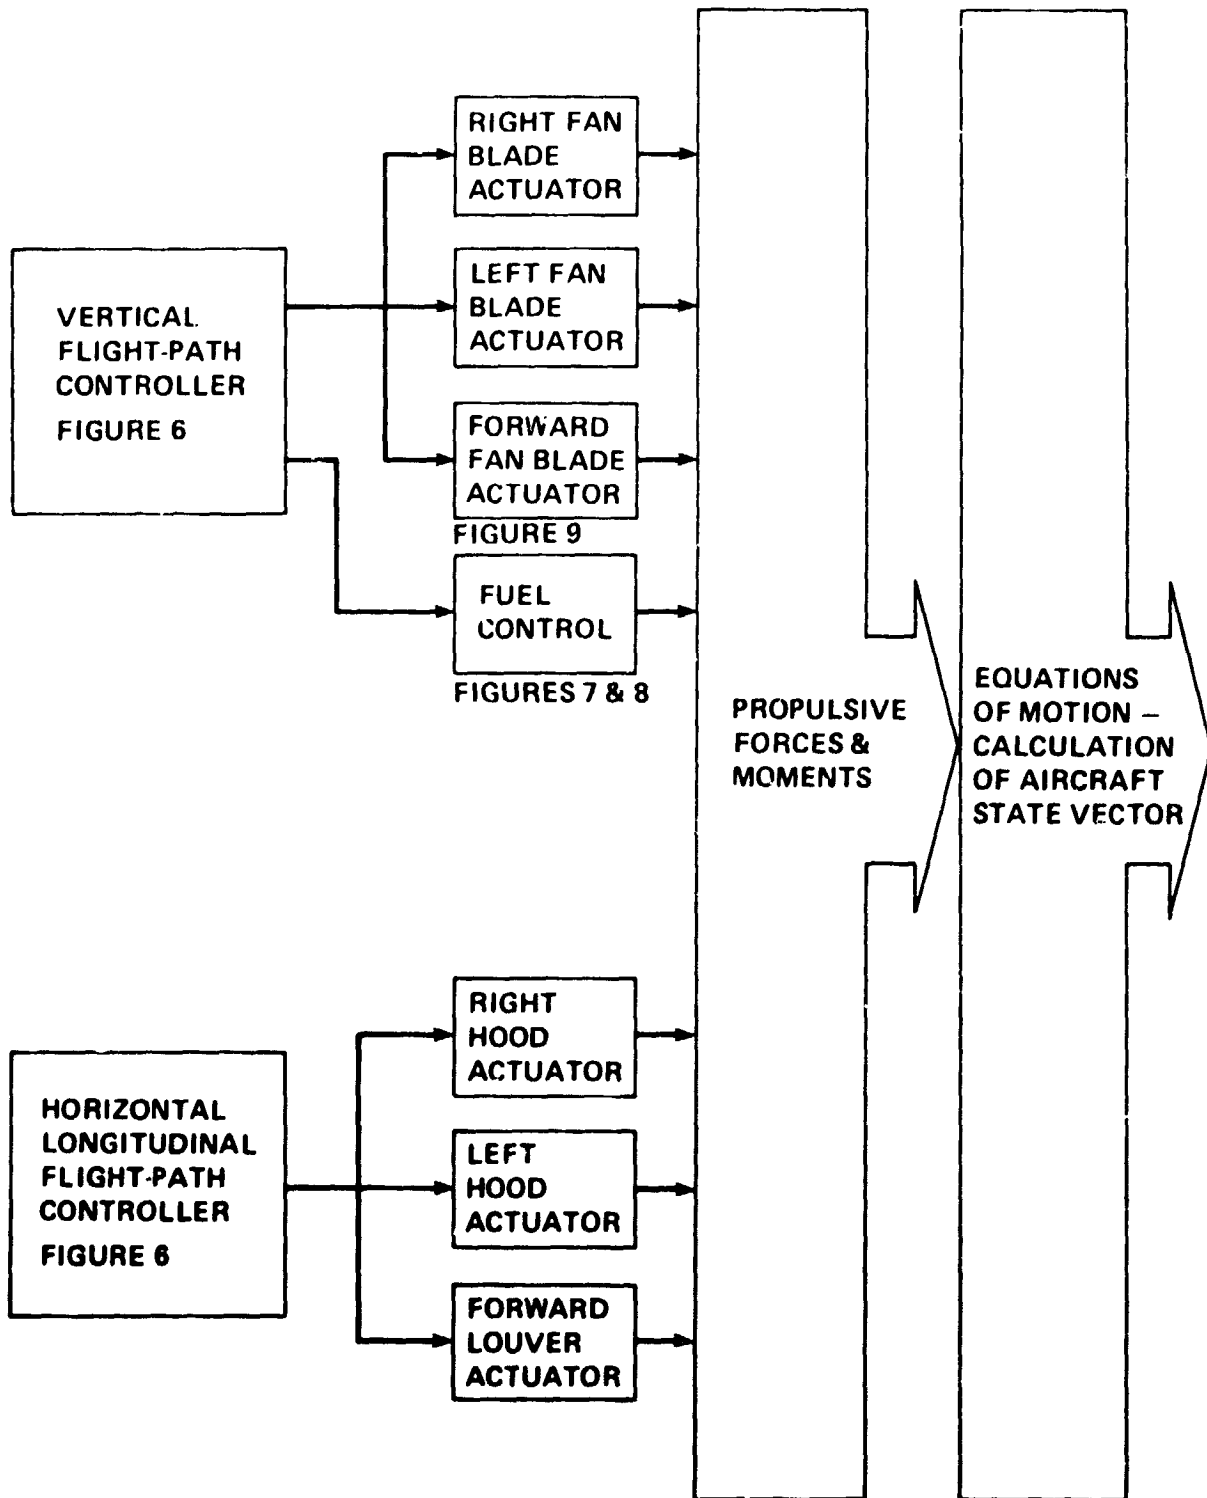 RIGHT FAN
BLADE
ACTUATOR
VERTICAL
FLIGHT-PATH
CONTROLLER
FIGURE 6
LEFT FAN
BLADE
ACTUATOR
FORWARD
FAN BLADE
ACTUATOR
FIGURE 9
FUEL
CONTROL
FIGURES 7 & 8
PROPULSIVE
FORCES &
MOMENTS
EQUATIONS
OF MOTION –
CALCULATION
OF AIRCRAFT
STATE VECTOR
HORIZONTAL
LONGITUDINAL
FLIGHT-PATH
CONTROLLER
FIGURE 6
RIGHT
HOOD
ACTUATOR
LEFT
HOOD
ACTUATOR
FORWARD
LOUVER
ACTUATOR